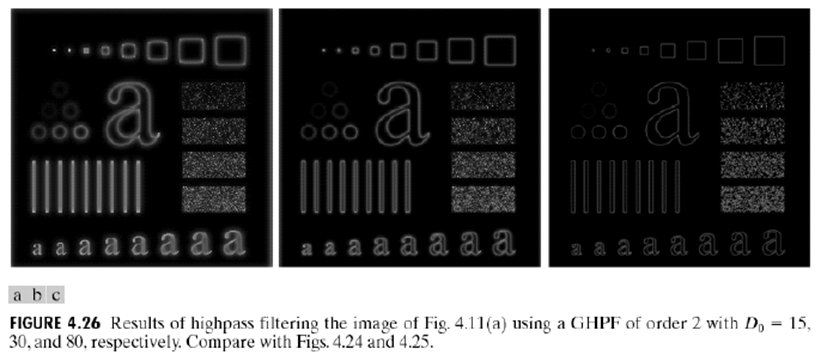 a
a
a
a a a a a a a a
a a a a a a a a
a a a a a a a a
a b c
FIGURE 4.26 Results of highpass filtering the image of Fig. 4.11(a) using a GHPF of order 2 with D₀ = 15,
30, and 80, respectively. Compare with Figs. 4.24 and 4.25.